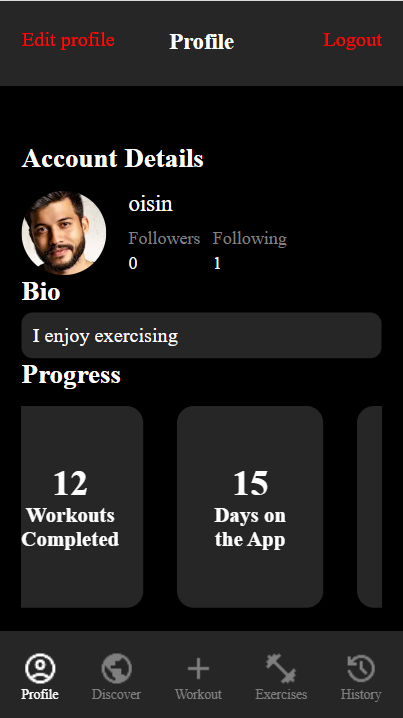 Edit profile Profile Logout
Account Details
oisin
Followers Following
0 1
Bio
I enjoy exercising
Progress
12 15
Workouts Days on
Completed the App
Profile Discover Workout Exercises History